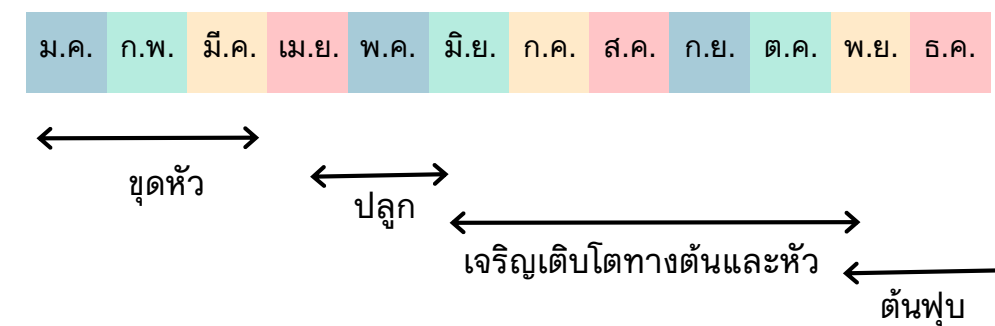 ม.ค. ก.พ. มี.ค. เม.ย. พ.ค. มิ.ย. ก.ค. ส.ค. ก.ย. ต.ค. พ.ย. ธ.ค.
ขุดหัว
ปลูก
เจริญเติบโตทางต้นและหัว
ต้นฟุบ